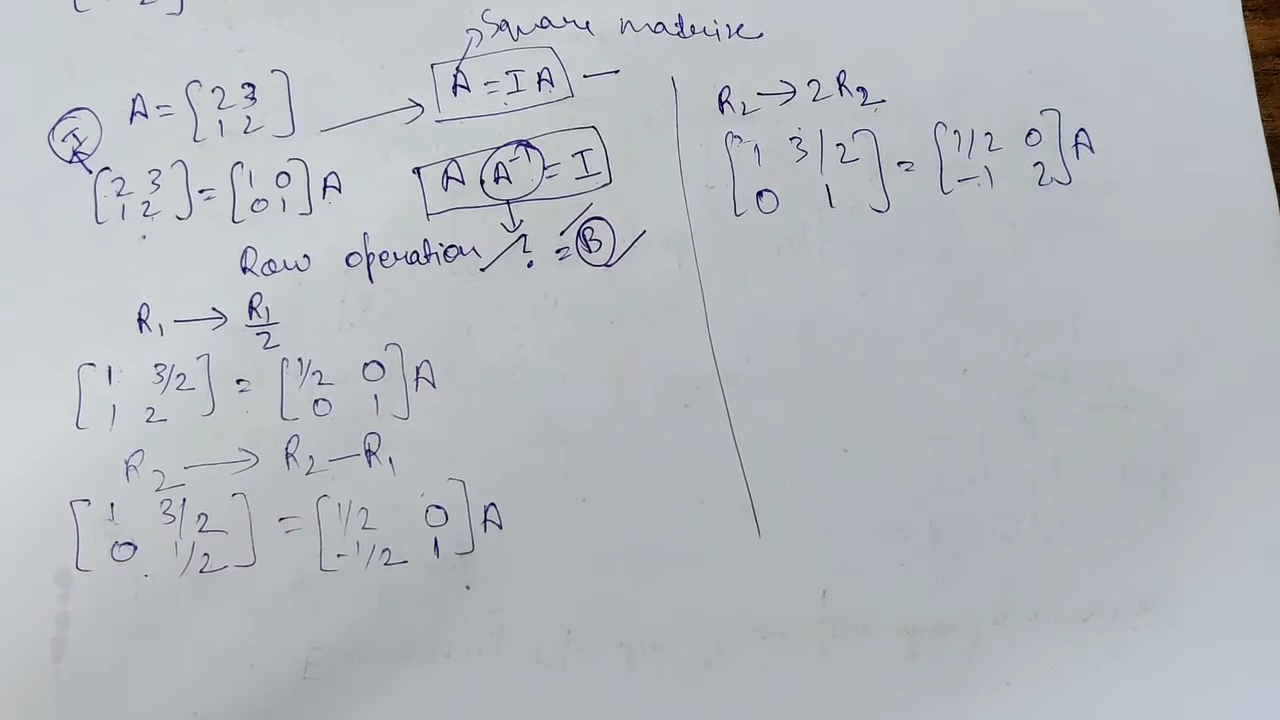 Square matrix
A = [2 3
1 2]
A = I A —
I
[2 3
1 2] = [1 0
0 1] A
A A⁻¹ = I
Row operation ? = B
R₁ → R₁/2
[1 3/2
1 2] = [1/2 0
0 1] A
R₂ → R₂ — R₁
[1 3/2
0 1/2] = [1/2 0
-1/2 1] A
R₂ → 2R₂
[1 3/2
0 1] = [1/2 0
-1 2] A